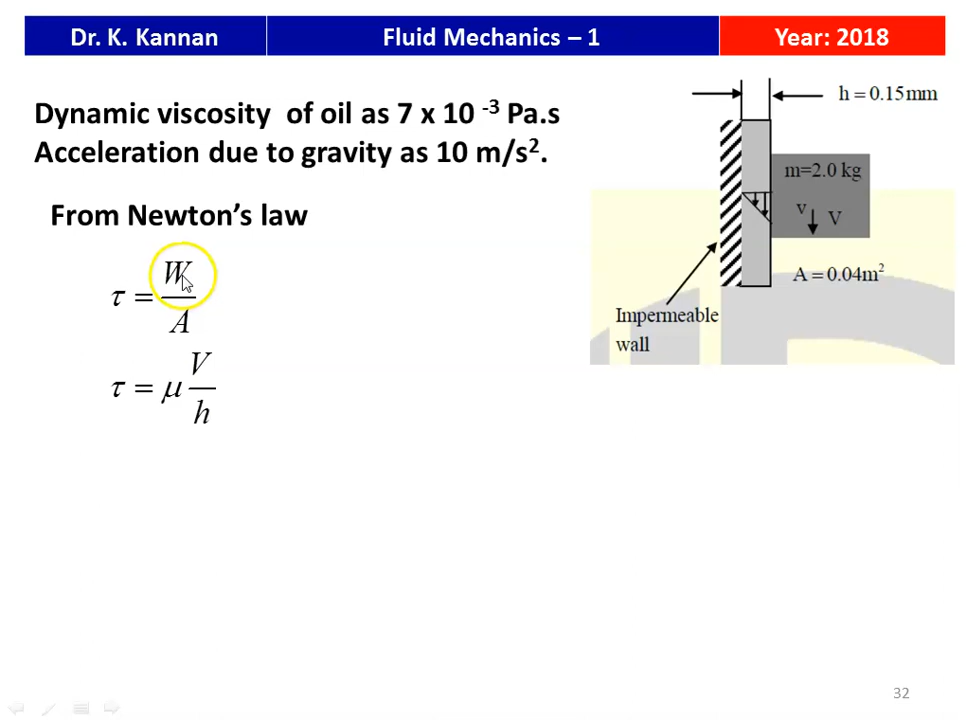 Dr. K. Kannan
Fluid Mechanics – 1
Year: 2018
Dynamic viscosity of oil as 7 x 10 -3 Pa.s
Acceleration due to gravity as 10 m/s2.
From Newton's law
τ = W/A
τ = μ V/h
h = 0.15mm
m=2.0 kg
v V
A = 0.04m²
Impermeable
wall
32